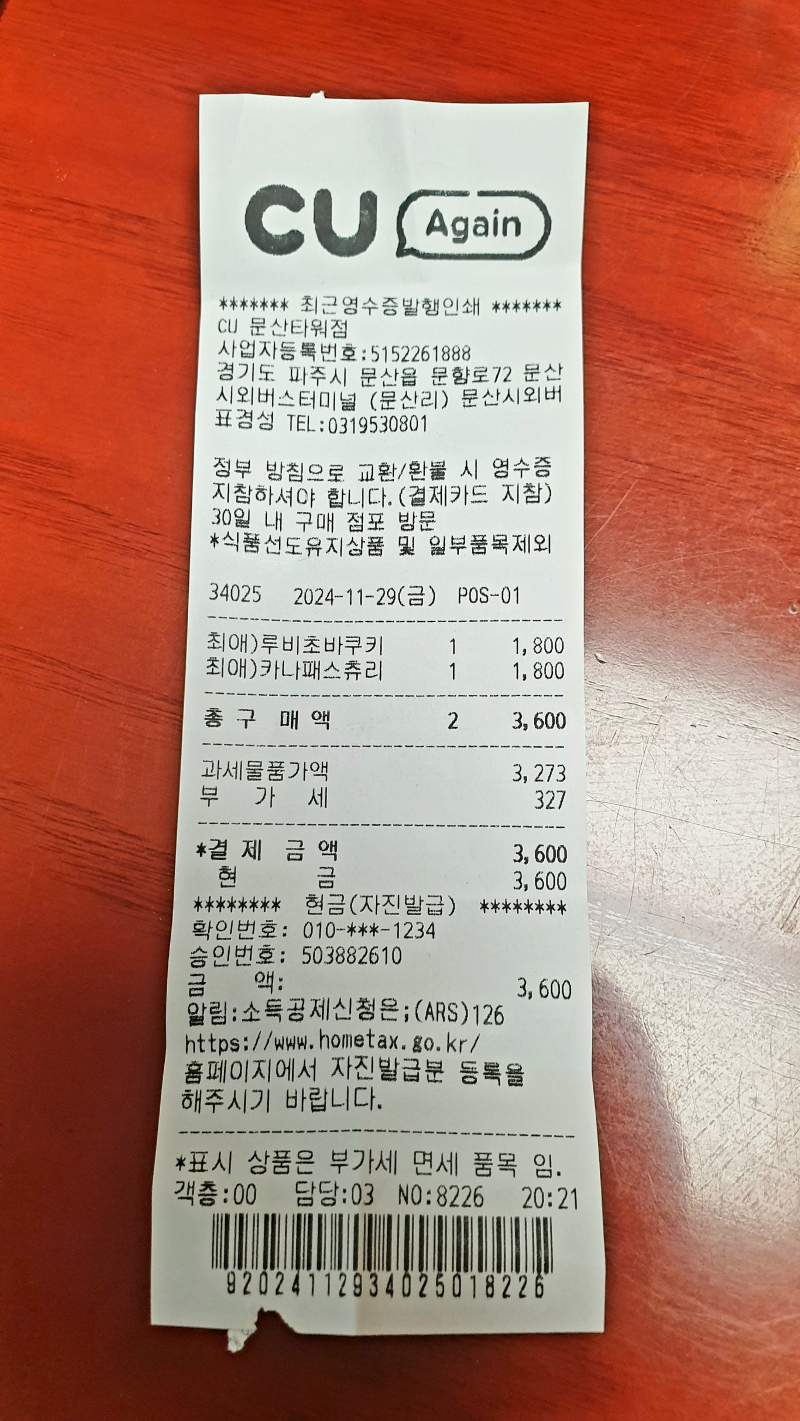 CU Again
******* 최근영수증발행인쇄 *******
CU 문산타워점
사업자등록번호:5152261888
경기도 파주시 문산읍 문향로72 문산
시외버스터미널 (문산리) 문산시외버
표경성 TEL:0319530801
정부 방침으로 교환/환불 시 영수증
지참하셔야 합니다.(결제카드 지참)
30일 내 구매 점포 방문
*식품선도유지상품 및 일부품목제외
34025 2024-11-29(금) POS-01
최애)루비초바쿠키 1 1,800
최애)카나패스츄리 1 1,800
총 구 매 액 2 3,600
과세물품가액 3,273
부 가 세 327
*결 제 금 액 3,600
현 금 3,600
******** 현금(자진발급) ********
확인번호: 010-***-1234
승인번호: 503882610
금 액: 3,600
알림:소득공제신청은;(ARS)126
https://www.hometax.go.kr/
홈페이지에서 자진발급분 등록을
해주시기 바랍니다.
*표시 상품은 부가세 면세 품목 임.
객층:00 담당:03 NO:8226 20:21
92024112934025018226